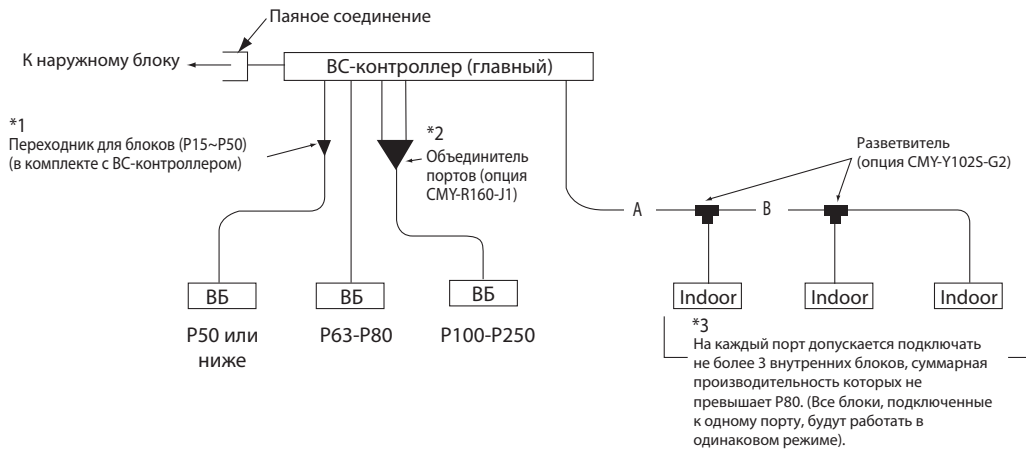 Паяное соединение
К наружному блоку
ВС-контроллер (главный)
*1
Переходник для блоков (P15~P50)
(в комплекте с ВС-контроллером)
*2
Объединитель
портов (опция
CMY-R160-J1)
Разветвитель
(опция CMY-Y102S-G2)
A
B
ВБ
ВБ
ВБ
Indoor
Indoor
Indoor
P50 или
ниже
P63-P80
P100-P250
*3
На каждый порт допускается подключать
не более 3 внутренних блоков, суммарная
производительность которых не
превышает P80. (Все блоки, подключенные
к одному порту, будут работать в
одинаковом режиме).